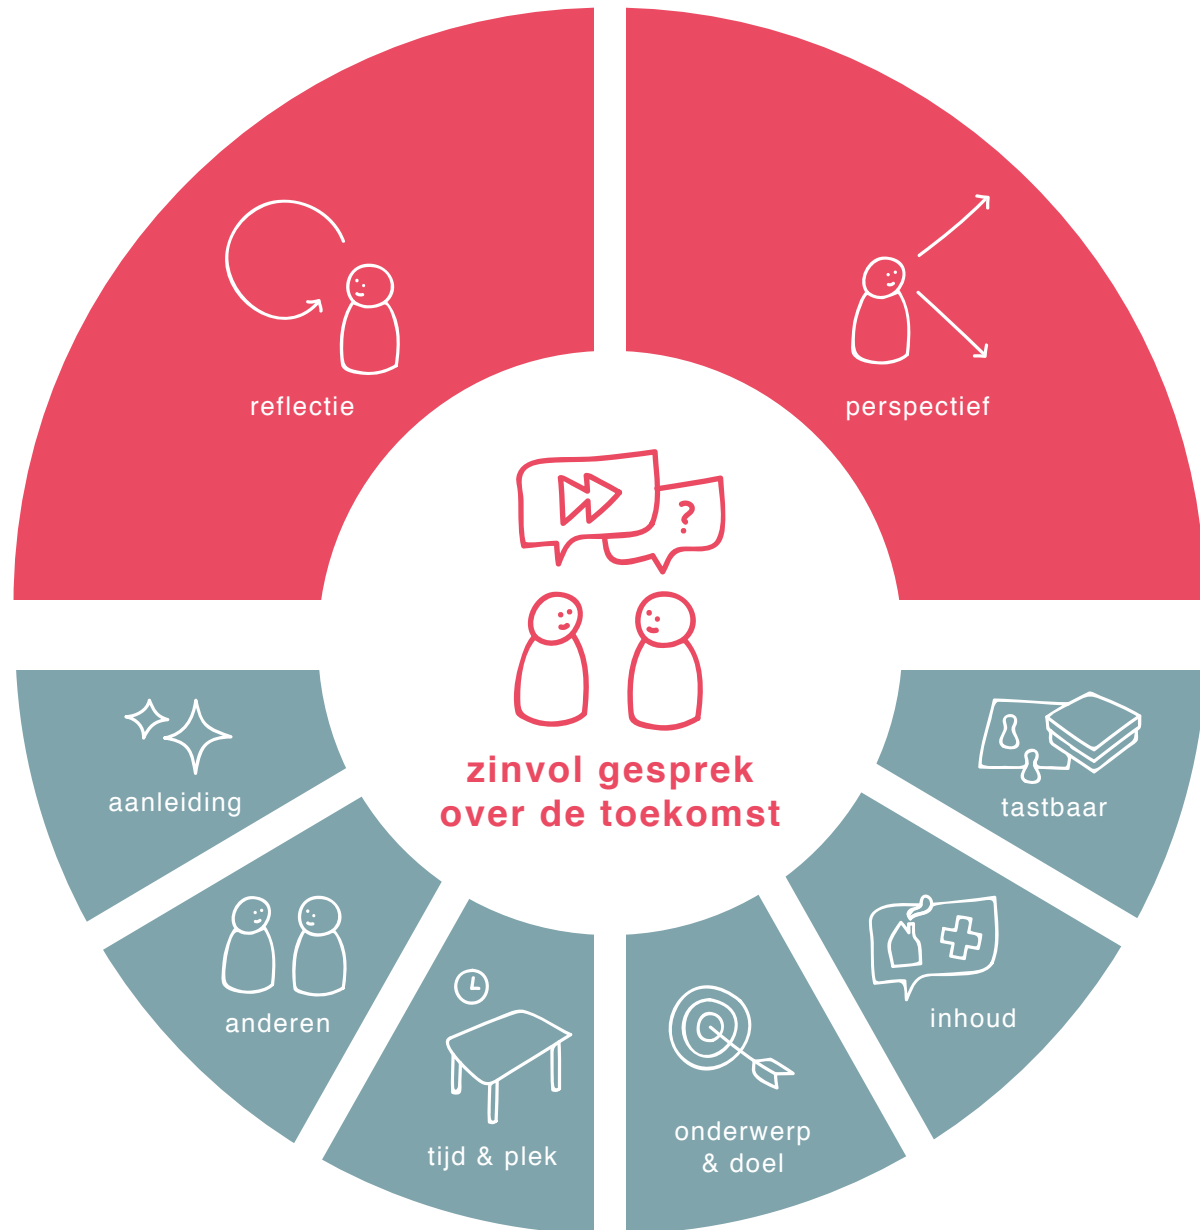 reflectie
perspectief
?
zinvol gesprek
over de toekomst
aanleiding
tastbaar
anderen
inhoud
tijd & plek
onderwerp
& doel